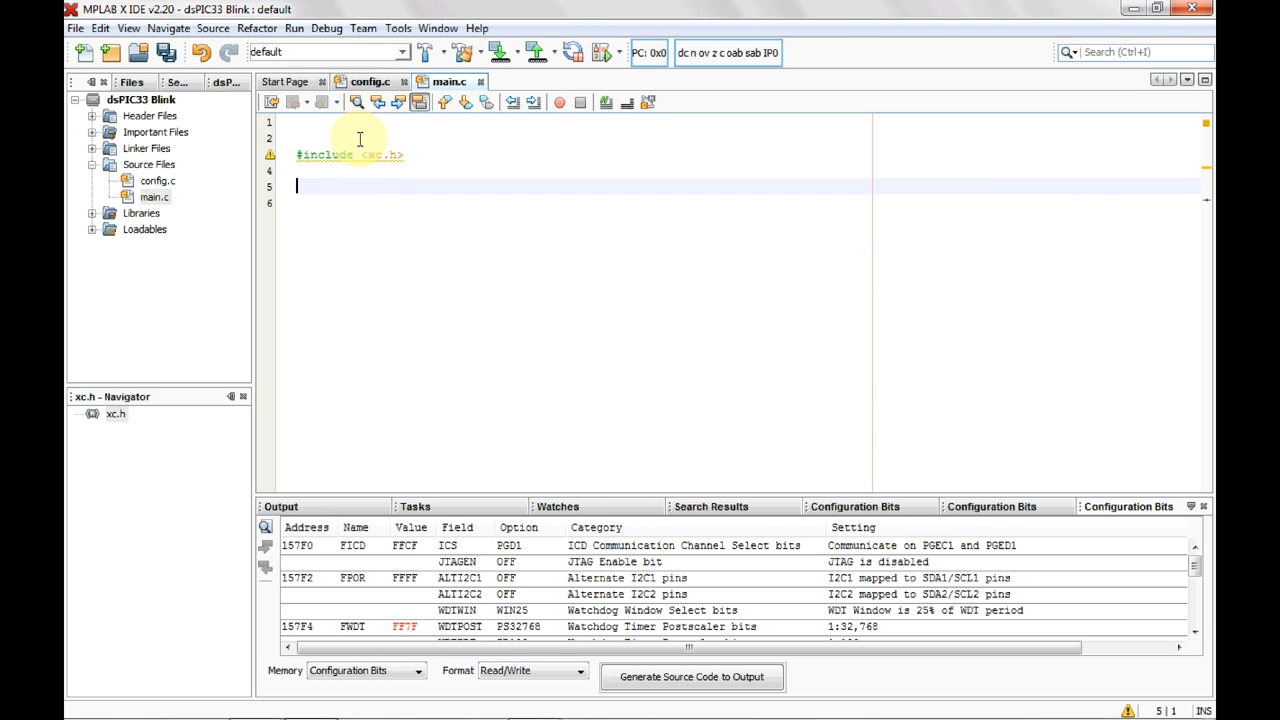 MPLAB X IDE v2.20 - dsPIC33 Blink : default
File Edit View Navigate Source Refactor Run Debug Team Tools Window Help
default
PC: 0x0
dc n ov z c oab sab IP0
Search (Ctrl+I)
Files
Se...
dsP...
Start Page
config.c
main.c
dsPIC33 Blink
Header Files
Important Files
Linker Files
Source Files
config.c
main.c
Libraries
Loadables
1
2
#include <xc.h>
4
5
6
xc.h - Navigator
xc.h
Output Tasks Watches Search Results Configuration Bits Configuration Bits Configuration Bits
Address Name Value Field Option Category Setting
157F0 FICD FFCF ICS PGD1 ICD Communication Channel Select bits Communicate on PGEC1 and PGED1
JTAGEN OFF JTAG Enable bit JTAG is disabled
157F2 FPOR FFFF ALTI2C1 OFF Alternate I2C1 pins I2C1 mapped to SDA1/SCL1 pins
ALTI2C2 OFF Alternate I2C2 pins I2C2 mapped to SDA2/SCL2 pins
WDTWIN WIN25 Watchdog Window Select bits WDT Window is 25% of WDT period
157F4 FWDT FF7F WDTPOST PS32768 Watchdog Timer Postscaler bits 1:32,768
Memory Configuration Bits Format Read/Write Generate Source Code to Output
5 | 1 INS